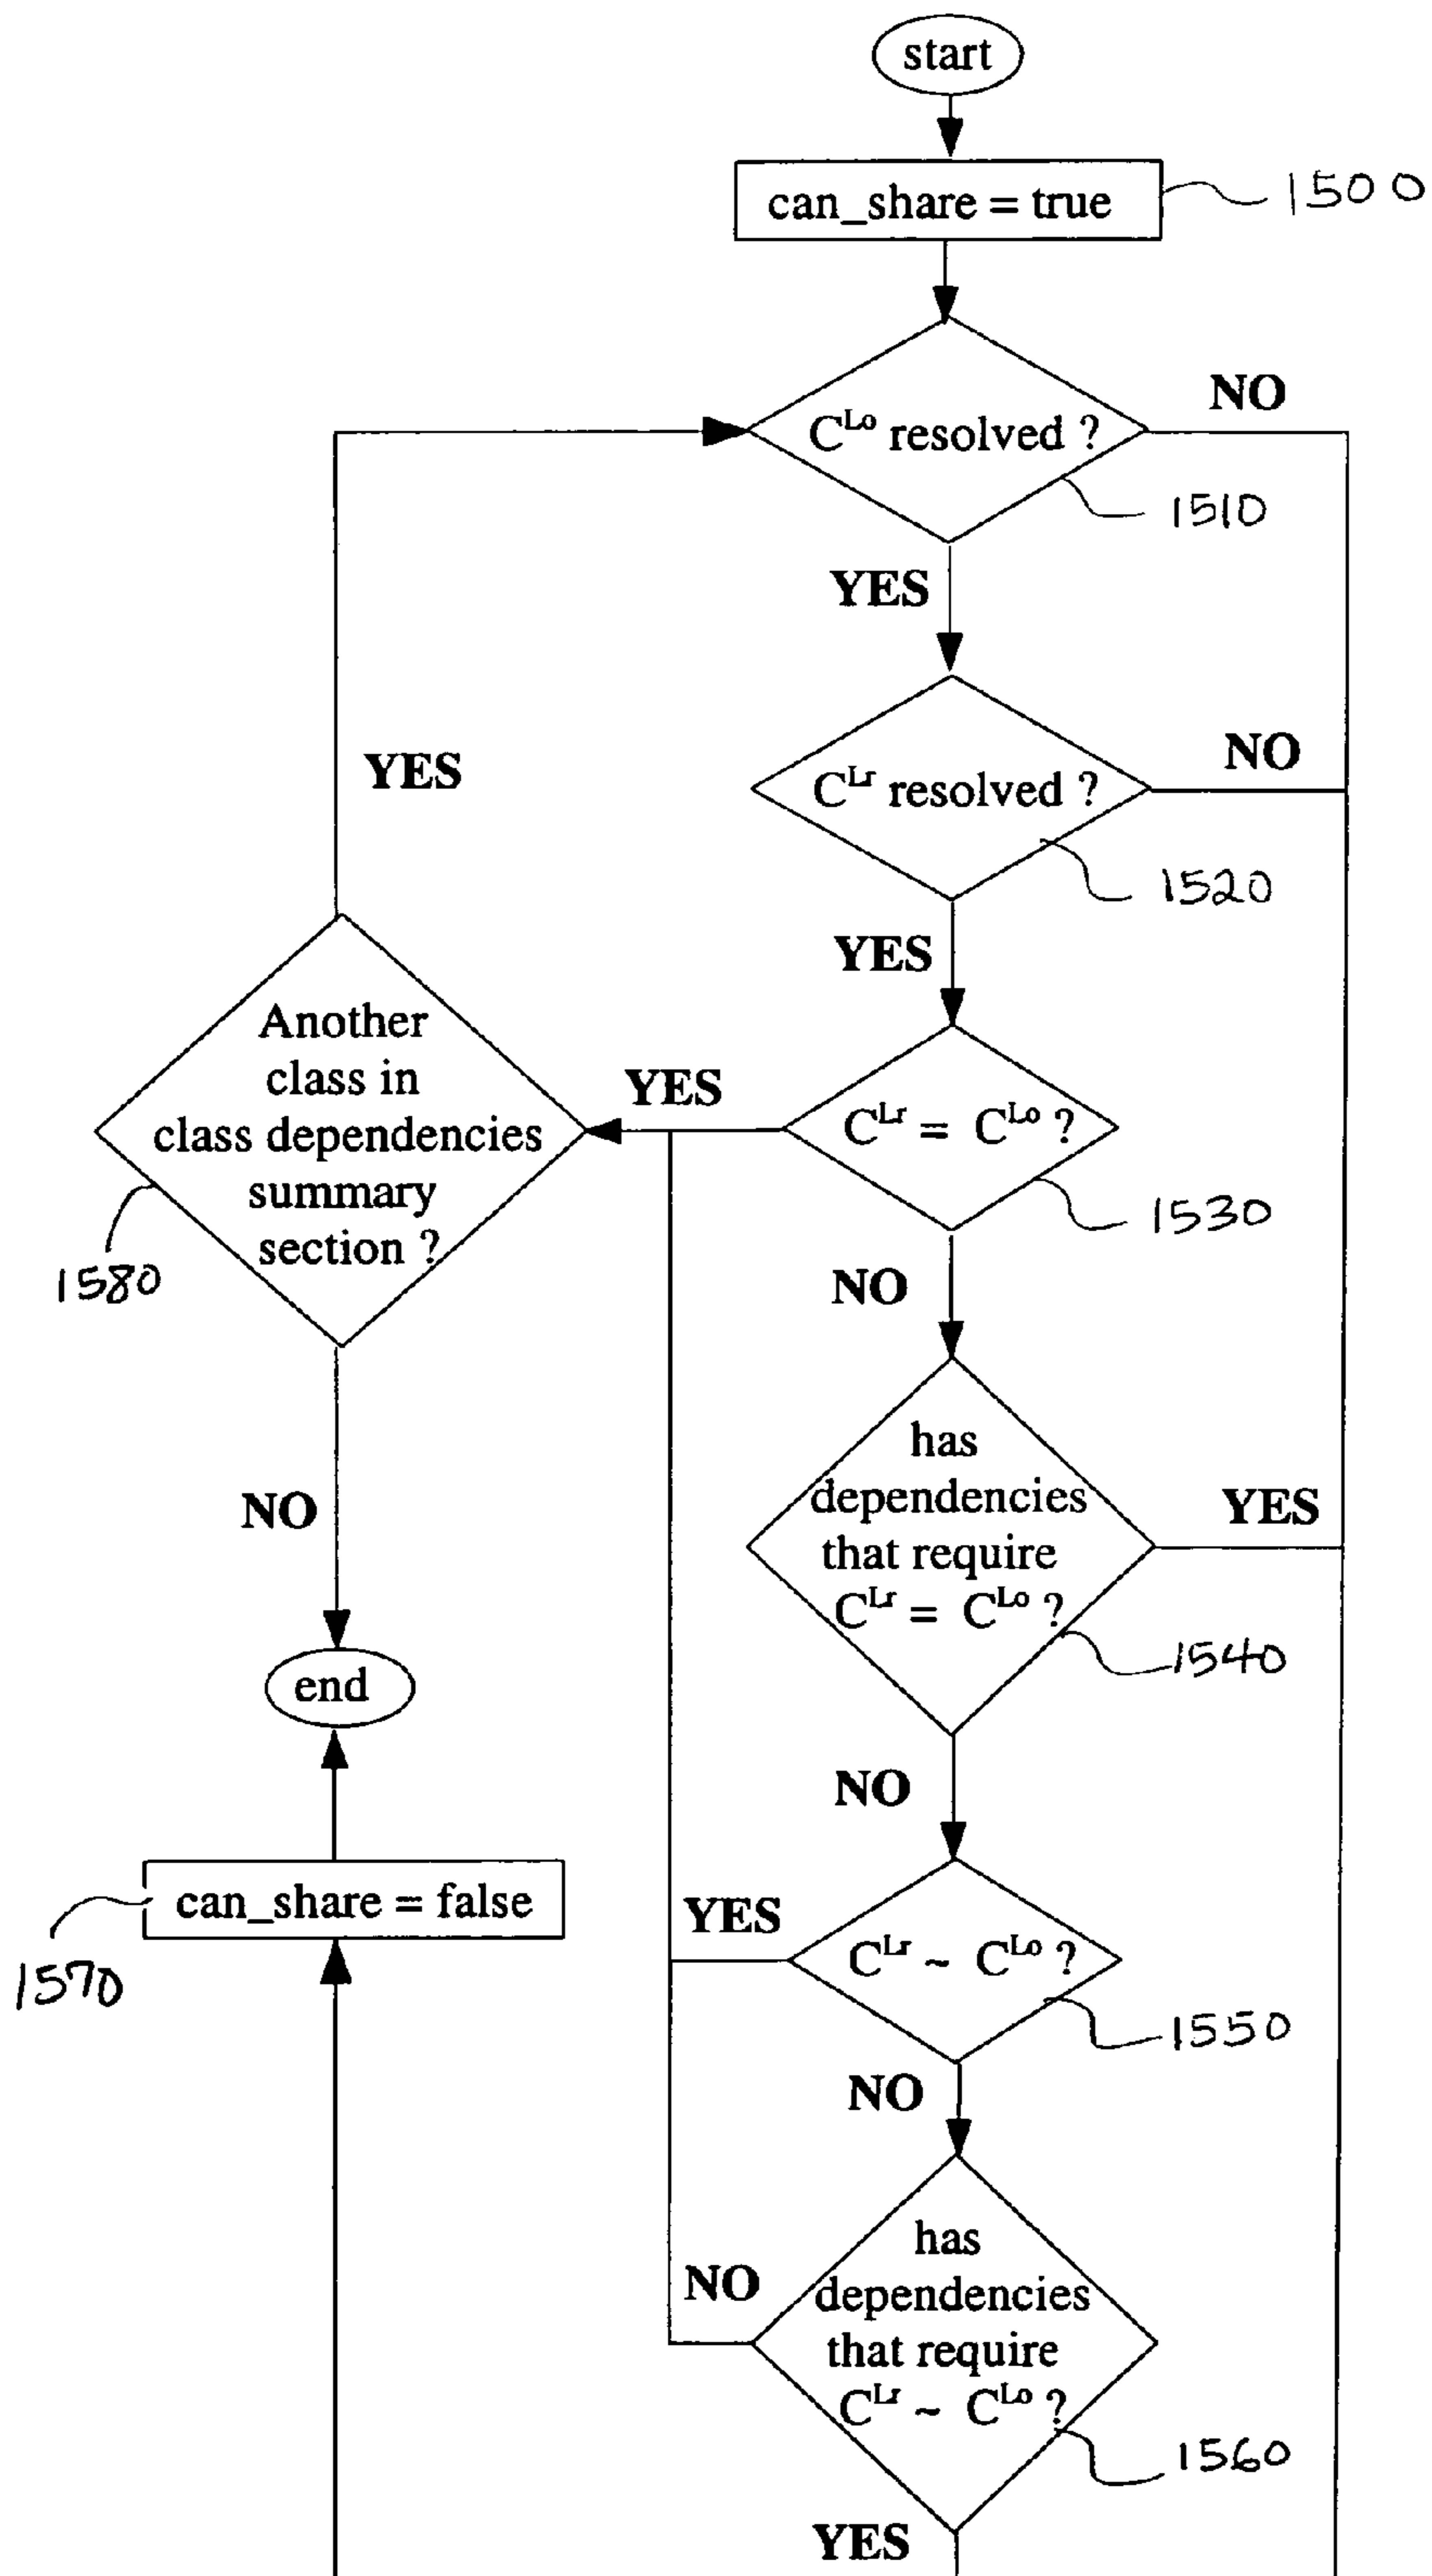 start
can_share = true
1500
C^Lo resolved ?
NO
1510
YES
C^Lr resolved ?
NO
1520
YES
YES
C^Lr = C^Lo ?
YES
1530
Another
class in
class dependencies
summary
section ?
1580
NO
has
dependencies
that require
C^Lr = C^Lo ?
YES
1540
NO
end
NO
can_share = false
1570
C^Lr ~ C^Lo ?
YES
1550
NO
has
dependencies
that require
C^Lr ~ C^Lo ?
NO
1560
YES